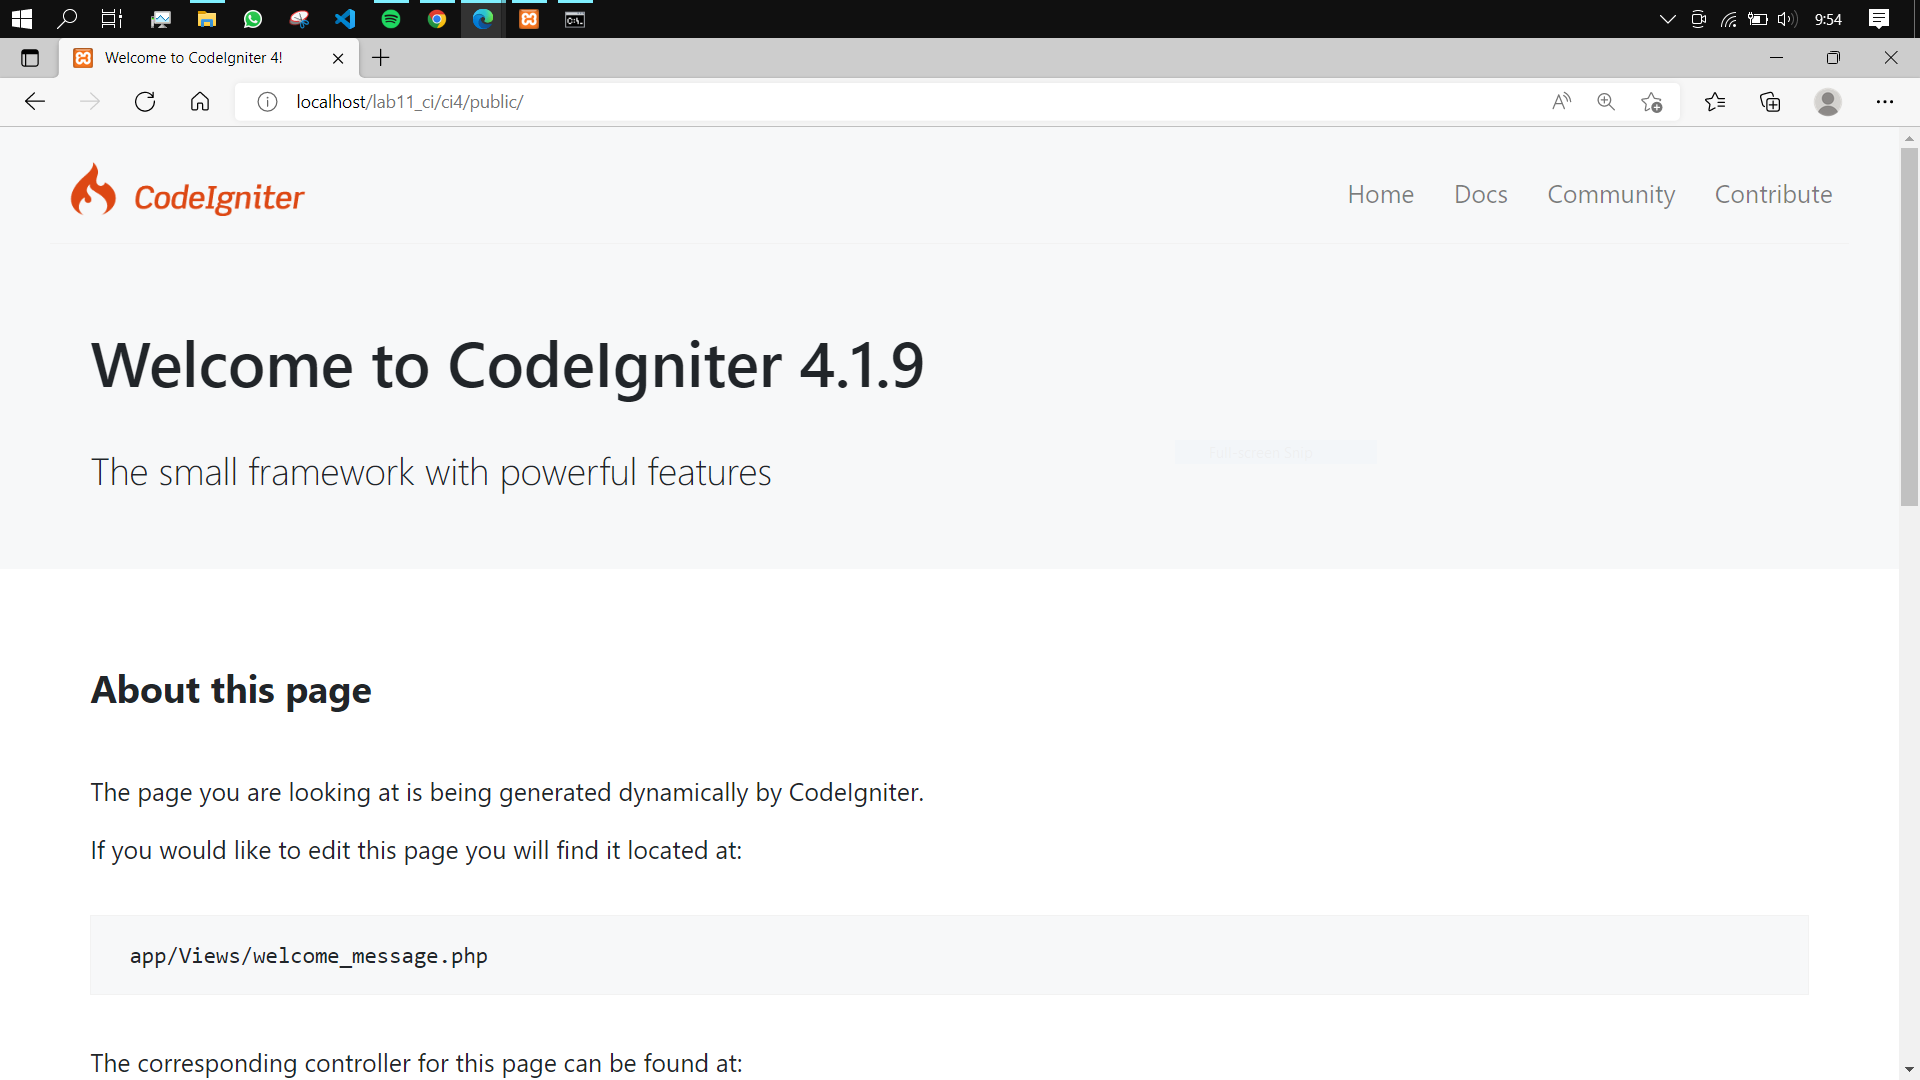 9:54
Welcome to CodeIgniter 4!
localhost/lab11_ci/ci4/public/
CodeIgniter
Home Docs Community Contribute
Welcome to CodeIgniter 4.1.9
The small framework with powerful features
About this page
The page you are looking at is being generated dynamically by CodeIgniter.
If you would like to edit this page you will find it located at:
app/Views/welcome_message.php
The corresponding controller for this page can be found at: